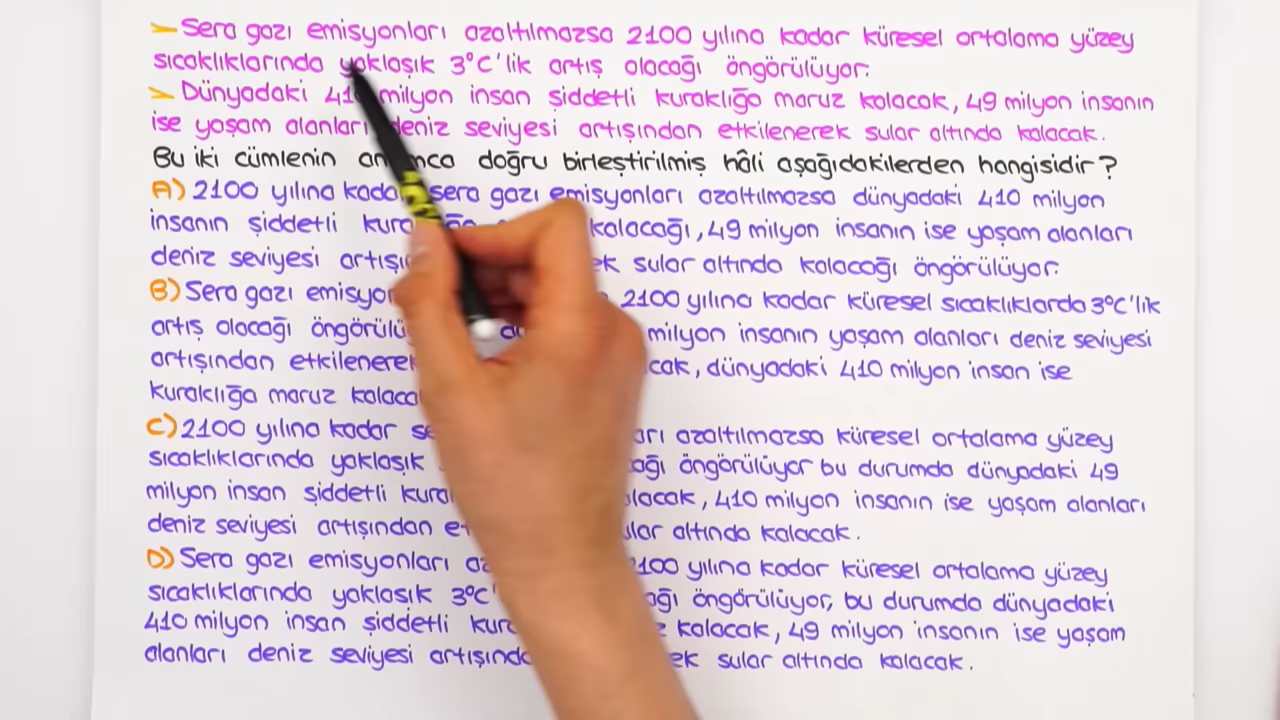 Sera gazı emisyonları azaltılmazsa 2100 yılına kadar küresel ortalama yüzey
sıcaklıklarında yaklaşık 3°C'lik artış olacağı öngörülüyor.
Dünyadaki 410 milyon insan şiddetli kuraklığa maruz kalacak, 49 milyon insanın
ise yaşam alanları deniz seviyesi artışından etkilenerek sular altında kalacak.
Bu iki cümlenin anlamca doğru birleştirilmiş hâli aşağıdakilerden hangisidir?
A) 2100 yılına kadar sera gazı emisyonları azaltılmazsa dünyadaki 410 milyon
insanın şiddetli kalacağı, 49 milyon insanın ise yaşam alanları
deniz seviyesi sular altında kalacağı öngörülüyor.
B) Sera gazı 2100 yılına kadar küresel sıcaklıklarda 3°C'lik
artış olacağı milyon insanın yaşam alanları deniz seviyesi
artışından etkilenerek dünyadaki 410 milyon insan ise
kuraklığa maruz
C) 2100 yılına kadar azaltılmazsa küresel ortalama yüzey
sıcaklıklarında yaklaşık öngörülüyor bu durumda dünyadaki 49
milyon insan şiddetli 410 milyon insanın ise yaşam alanları
deniz seviyesi artışından altında kalacak.
D) Sera gazı emisyonları 2100 yılına kadar küresel ortalama yüzey
sıcaklıklarında yaklaşık 3°C' öngörülüyor, bu durumda dünyadaki
410 milyon insan şiddetli kalacak, 49 milyon insanın ise yaşam
alanları deniz seviyesi sular altında kalacak.